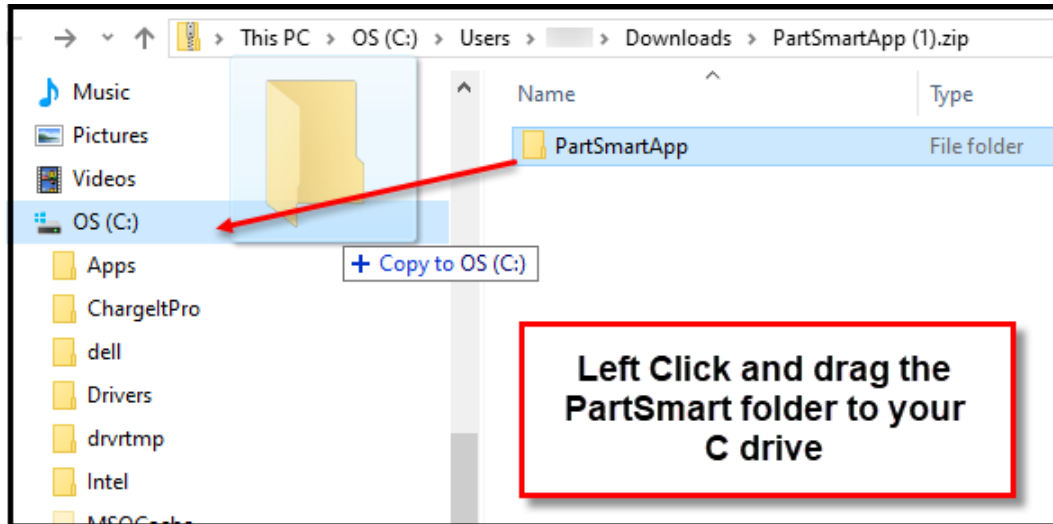 This PC > OS (C:) > Users > > Downloads > PartSmartApp (1).zip
Name Type
Music
Pictures
PartSmartApp File folder
Videos
OS (C:)
+ Copy to OS (C:)
Apps
ChargeItPro
dell
Drivers
drvrtmp
Intel
MSOCache
Left Click and drag the
PartSmart folder to your
C drive